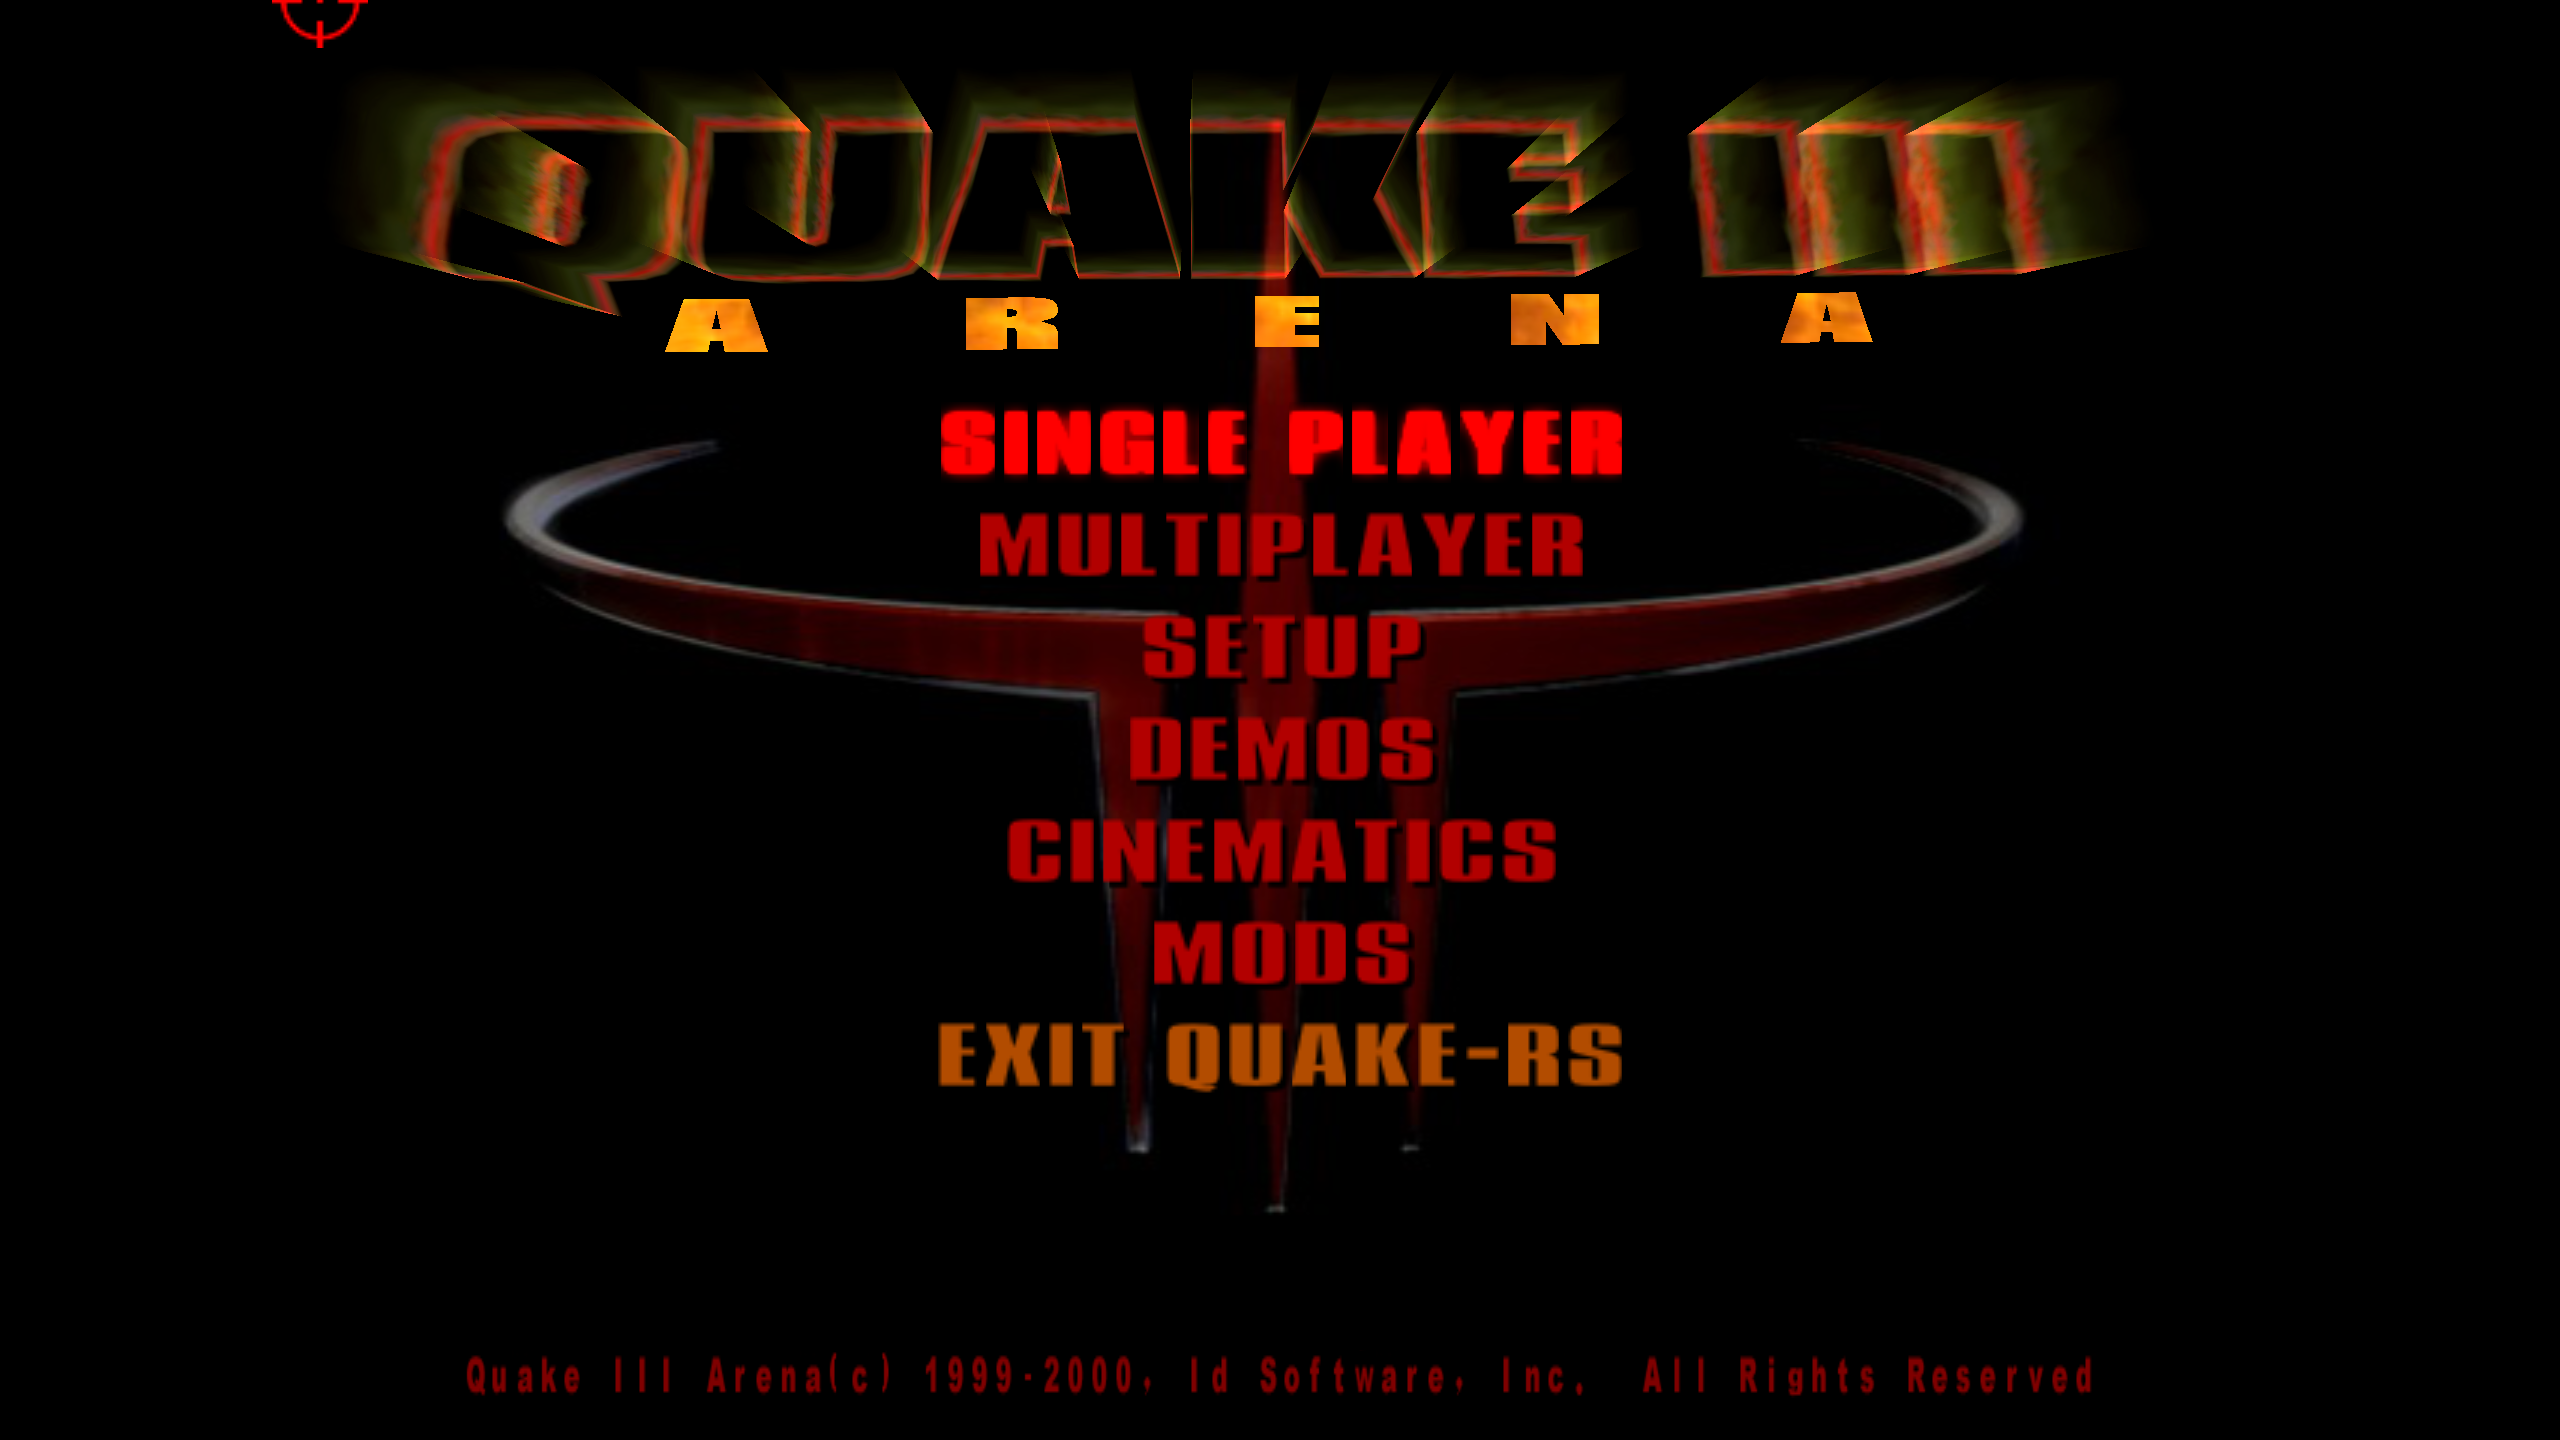 QUAKE III
ARENA
SINGLE PLAYER
MULTIPLAYER
SETUP
DEMOS
CINEMATICS
MODS
EXIT QUAKE-RS
Quake III Arena(c) 1999-2000, Id Software, Inc.  All Rights Reserved